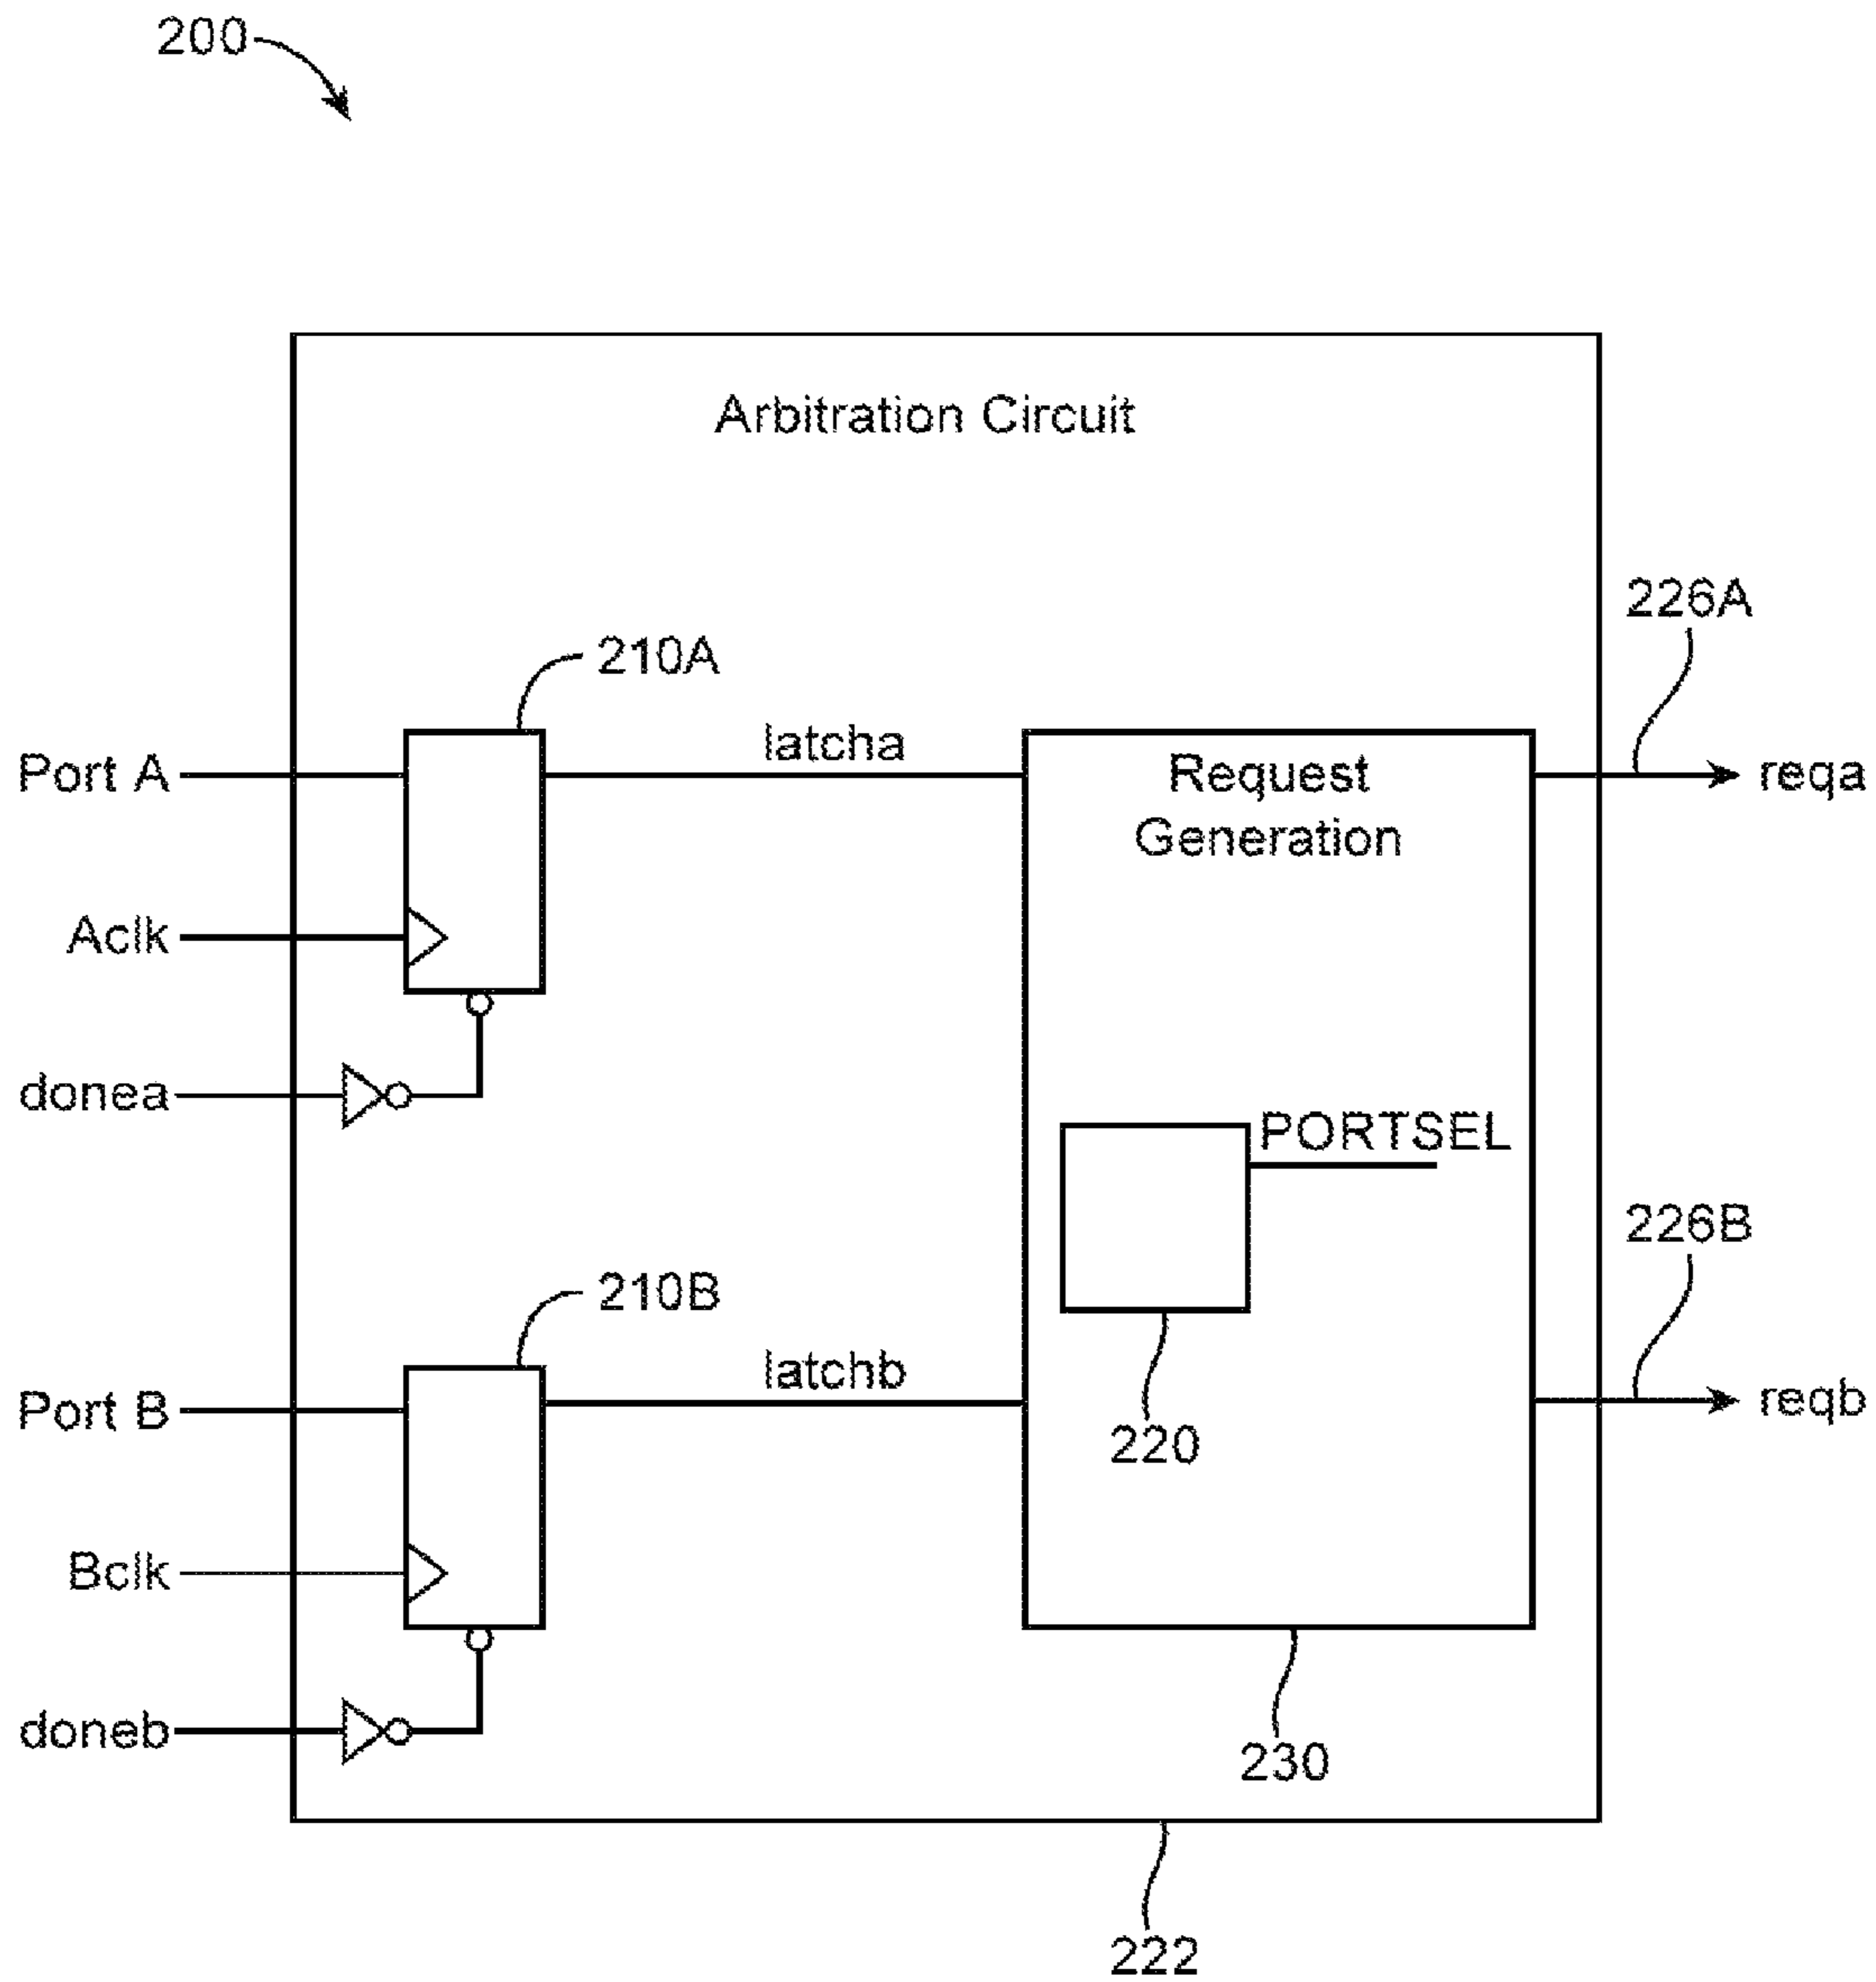 200
Arbitration Circuit
226A
210A
latcha
Port A
Request
Generation
reqa
Aclk
donea
PORTSEL
226B
210B
latchb
Port B
reqb
220
Bclk
doneb
230
222